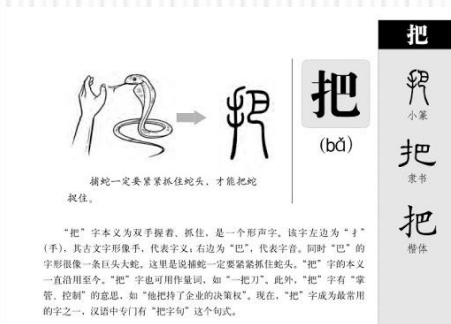 把
(bǎ)
捕蛇一定要紧紧抓住蛇头，才能把蛇
捉住。
“把”字本义为双手握着、抓住，是一个形声字。该字左边为“扌”
(手)，其古文字形像手，代表字义；右边为“巴”，代表字音。同时“巴”的
字形很像一条巨头大蛇。这里是说捕蛇一定要紧紧抓住蛇头。“把”字的本义
一直沿用至今。“把”字也可用作量词，如“一把刀”。此外，“把”字有“掌
管、控制”的意思，如“他把持了企业的决策权”。现在，“把”字成为最常用
的字之一，汉语中专门有“把字句”这个句式。
把
把
小篆
把
隶书
把
楷体